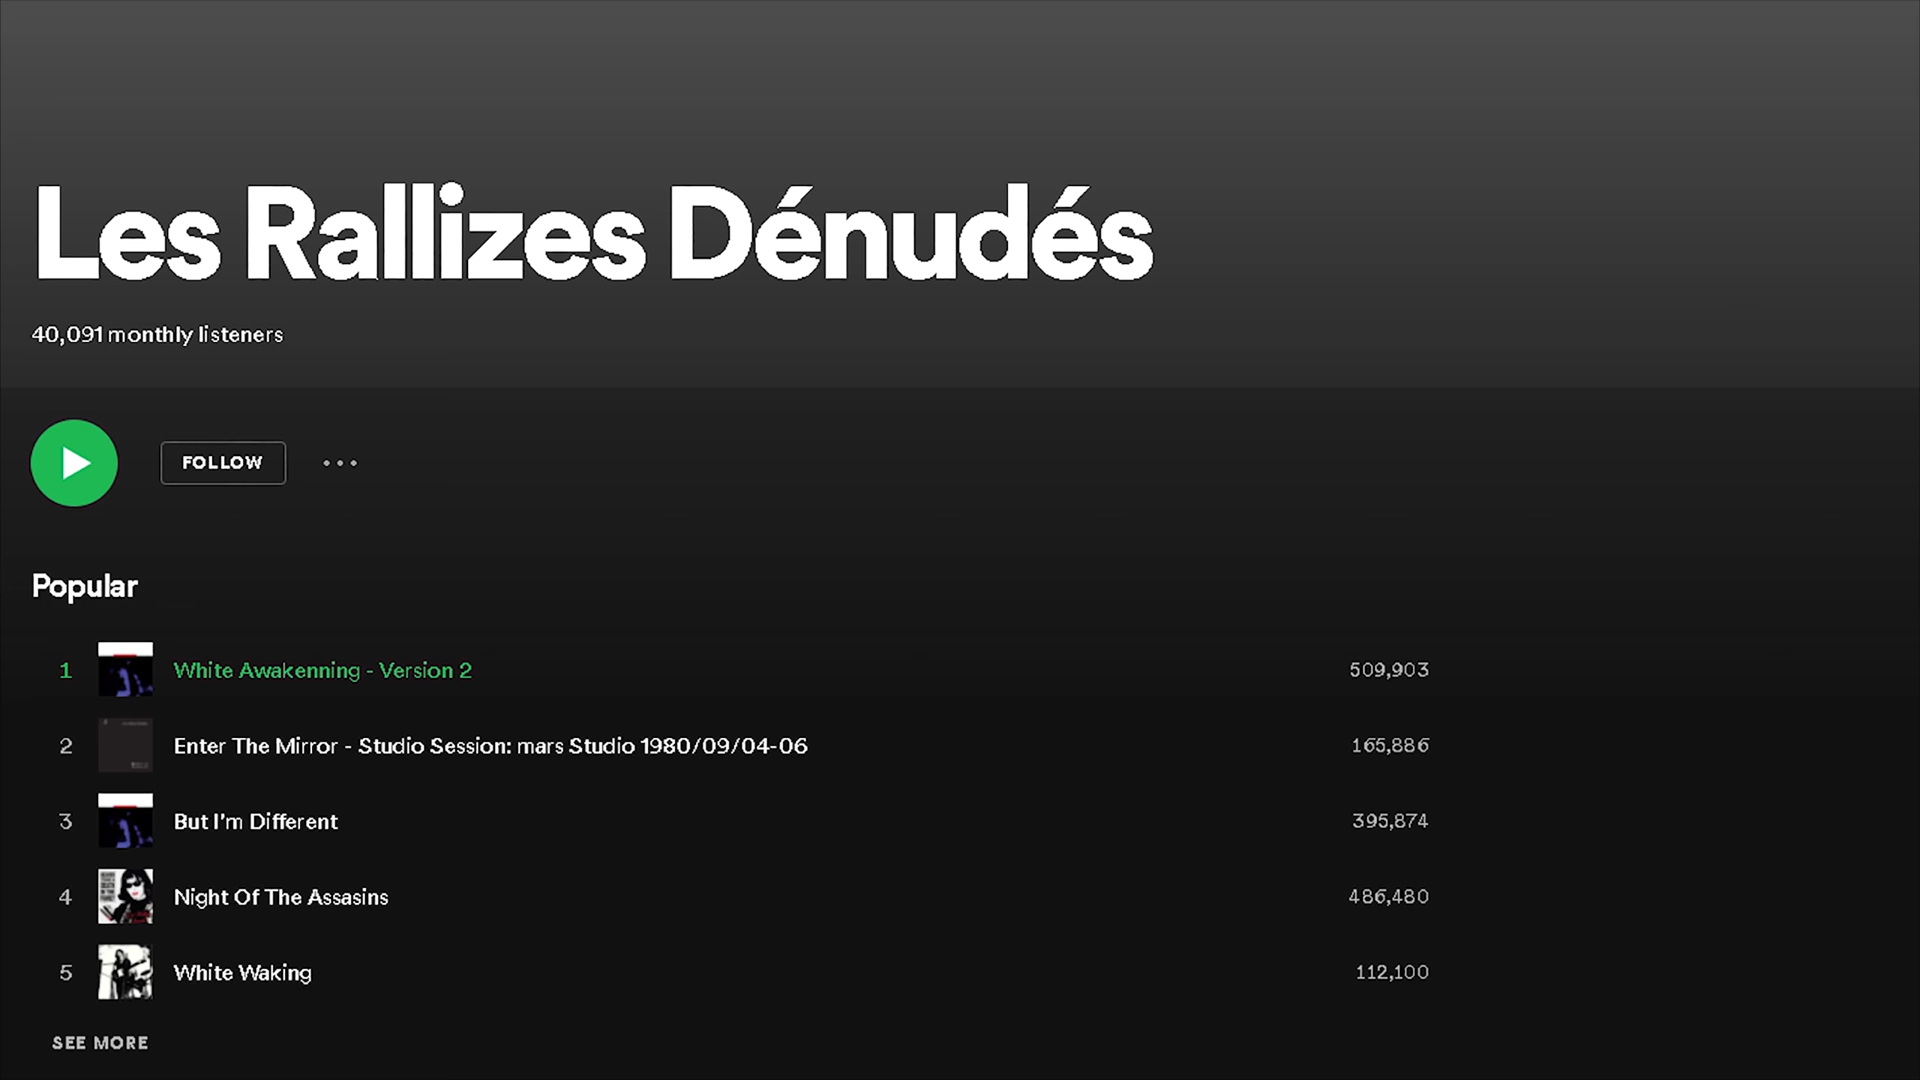 Les Rallizes Dénudés
40,091 monthly listeners
FOLLOW
Popular
1 White Awakenning - Version 2 509,903
2 Enter The Mirror - Studio Session: mars Studio 1980/09/04-06 165,886
3 But I'm Different 395,874
4 Night Of The Assasins 486,480
5 White Waking 112,100
SEE MORE